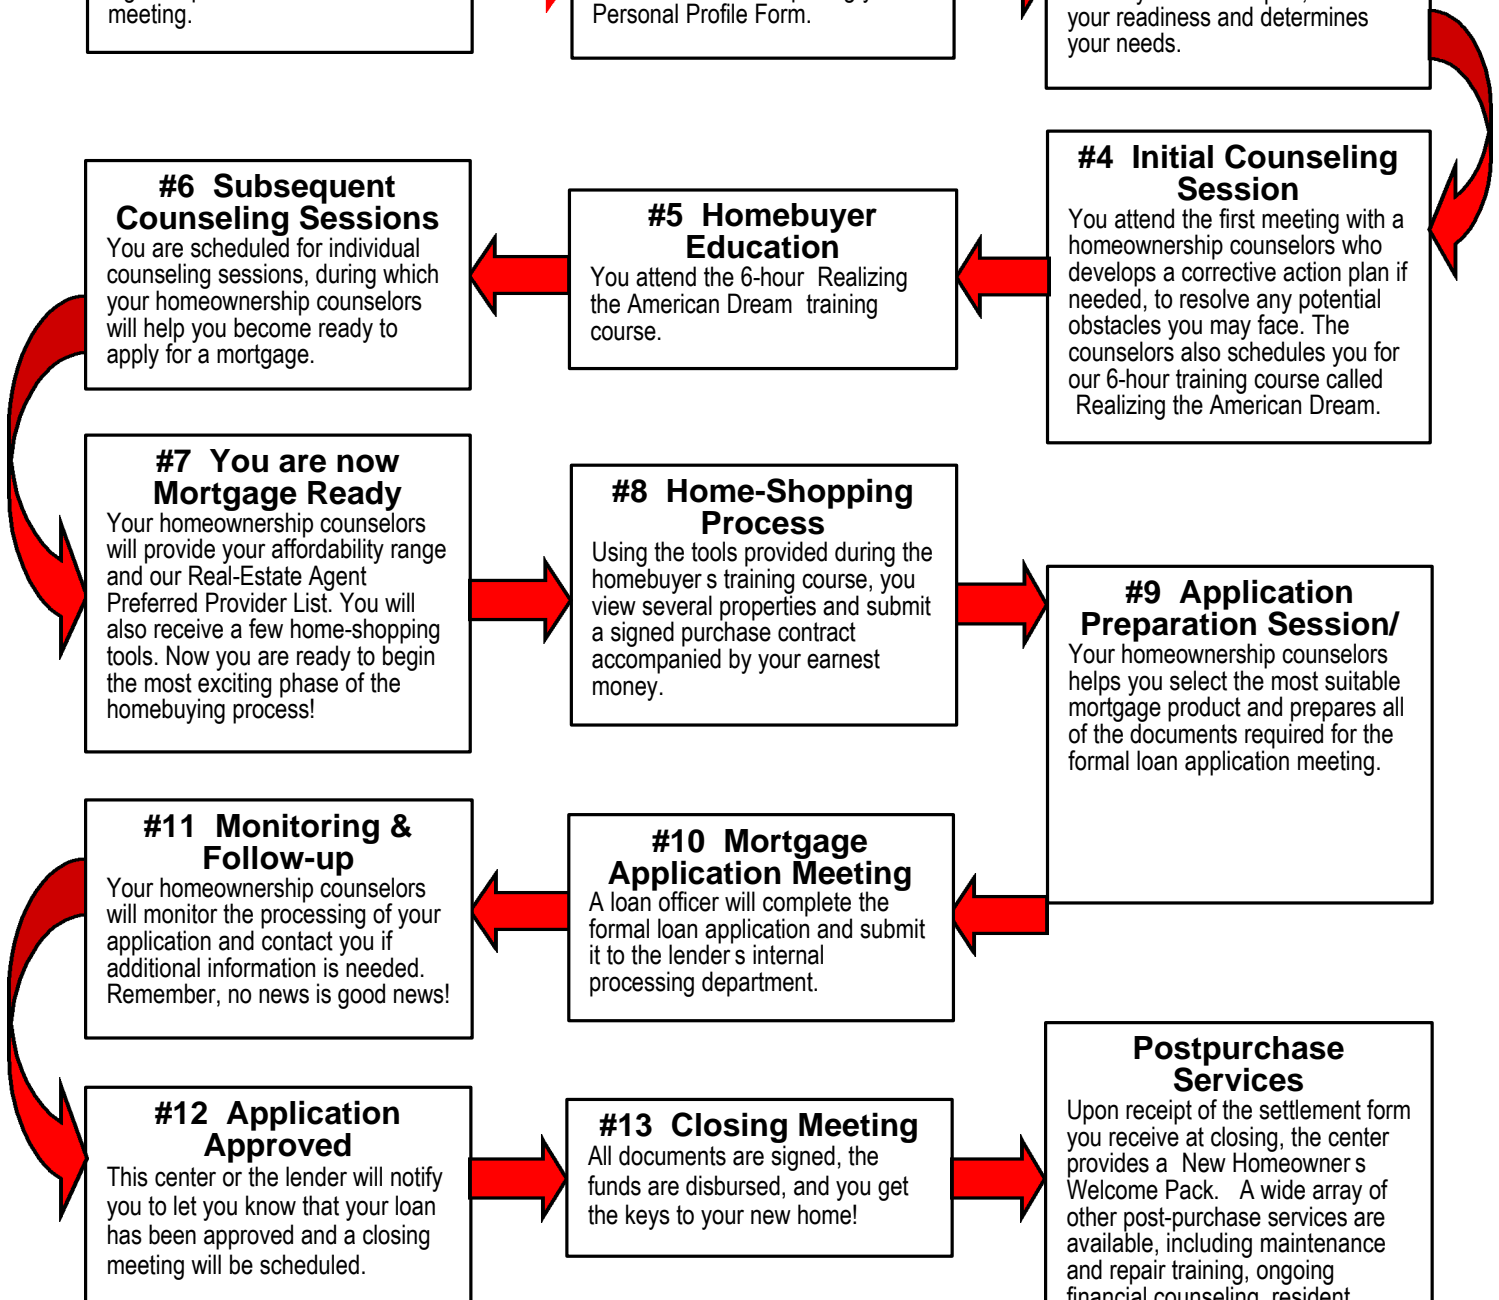 meeting.
Personal Profile Form.
your readiness and determines
your needs.
#4 Initial Counseling
Session
You attend the first meeting with a
homeownership counselors who
develops a corrective action plan if
needed, to resolve any potential
obstacles you may face. The
counselors also schedules you for
our 6-hour training course called
Realizing the American Dream.
#5 Homebuyer
Education
You attend the 6-hour Realizing
the American Dream training
course.
#6 Subsequent
Counseling Sessions
You are scheduled for individual
counseling sessions, during which
your homeownership counselors
will help you become ready to
apply for a mortgage.
#7 You are now
Mortgage Ready
Your homeownership counselors
will provide your affordability range
and our Real-Estate Agent
Preferred Provider List. You will
also receive a few home-shopping
tools. Now you are ready to begin
the most exciting phase of the
homebuying process!
#8 Home-Shopping
Process
Using the tools provided during the
homebuyer s training course, you
view several properties and submit
a signed purchase contract
accompanied by your earnest
money.
#9 Application
Preparation Session/
Your homeownership counselors
helps you select the most suitable
mortgage product and prepares all
of the documents required for the
formal loan application meeting.
#10 Mortgage
Application Meeting
A loan officer will complete the
formal loan application and submit
it to the lender s internal
processing department.
#11 Monitoring &
Follow-up
Your homeownership counselors
will monitor the processing of your
application and contact you if
additional information is needed.
Remember, no news is good news!
#12 Application
Approved
This center or the lender will notify
you to let you know that your loan
has been approved and a closing
meeting will be scheduled.
#13 Closing Meeting
All documents are signed, the
funds are disbursed, and you get
the keys to your new home!
Postpurchase
Services
Upon receipt of the settlement form
you receive at closing, the center
provides a New Homeowner s
Welcome Pack. A wide array of
other post-purchase services are
available, including maintenance
and repair training, ongoing
financial counseling, resident